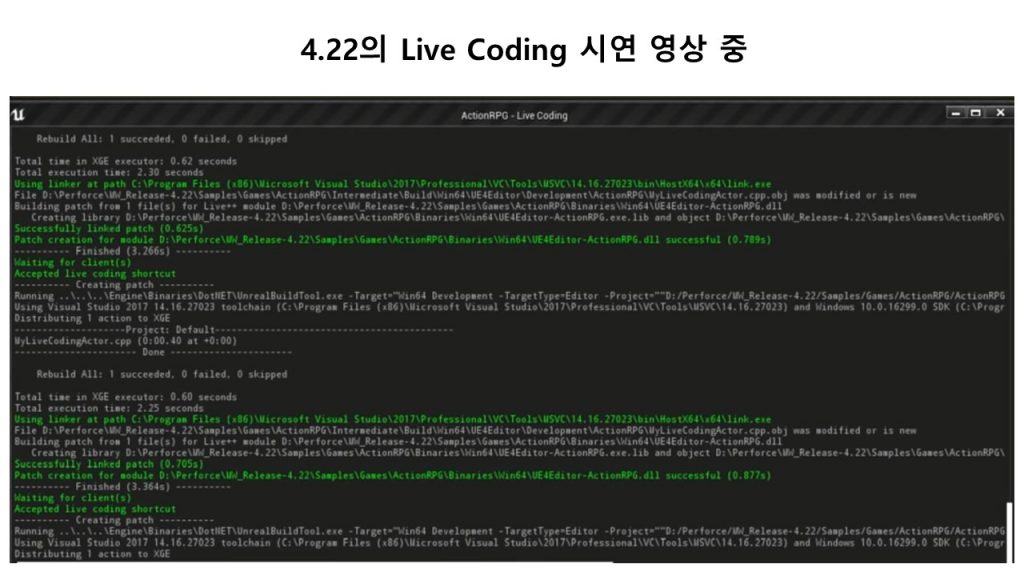 4.22의 Live Coding 시연 영상 중
ActionRPG - Live Coding
Rebuild All: 1 succeeded, 0 failed, 0 skipped
Total time in XGE executor: 0.62 seconds
Total execution time: 2.30 seconds
Using linker at path C:\Program Files (x86)\Microsoft Visual Studio\2017\Professional\VC\Tools\MSVC\14.16.27023\bin\HostX64\x64\link.exe
File D:\Perforce\WW_Release-4.22\Samples\Games\ActionRPG\Intermediate\Build\Win64\UE4Editor\Development\ActionRPG\MyLiveCodingActor.cpp.obj was modified or is new
Building patch from 1 file(s) for Live++ module D:\Perforce\WW_Release-4.22\Samples\Games\ActionRPG\Binaries\Win64\UE4Editor-ActionRPG.dll
Creating library D:\Perforce\WW_Release-4.22\Samples\Games\ActionRPG\Binaries\Win64\UE4Editor-ActionRPG.exe.lib and object D:\Perforce\WW_Release-4.22\Samples\Games\ActionRPG\
Successfully linked patch (0.625s)
Patch creation for module D:\Perforce\WW_Release-4.22\Samples\Games\ActionRPG\Binaries\Win64\UE4Editor-ActionRPG.dll successful (0.789s)
---------- Finished (3.266s) ----------
Waiting for client(s)
Accepted live coding shortcut
---------- Creating patch ----------
Running ..\..\..\Engine\Binaries\DotNET\UnrealBuildTool.exe -Target="Win64 Development -TargetType=Editor -Project=""D:/Perforce/WW_Release-4.22/Samples/Games/ActionRPG/ActionRPG
Using Visual Studio 2017 14.16.27023 toolchain (C:\Program Files (x86)\Microsoft Visual Studio\2017\Professional\VC\Tools\MSVC\14.16.27023) and Windows 10.0.16299.0 SDK (C:\Progr
Distributing 1 action to XGE
--------------------Project: Default-------------------------------------------
MyLiveCodingActor.cpp (0:00.40 at +0:00)
---------------------- Done ----------------------
Rebuild All: 1 succeeded, 0 failed, 0 skipped
Total time in XGE executor: 0.60 seconds
Total execution time: 2.25 seconds
Using linker at path C:\Program Files (x86)\Microsoft Visual Studio\2017\Professional\VC\Tools\MSVC\14.16.27023\bin\HostX64\x64\link.exe
File D:\Perforce\WW_Release-4.22\Samples\Games\ActionRPG\Intermediate\Build\Win64\UE4Editor\Development\ActionRPG\MyLiveCodingActor.cpp.obj was modified or is new
Building patch from 1 file(s) for Live++ module D:\Perforce\WW_Release-4.22\Samples\Games\ActionRPG\Binaries\Win64\UE4Editor-ActionRPG.dll
Creating library D:\Perforce\WW_Release-4.22\Samples\Games\ActionRPG\Binaries\Win64\UE4Editor-ActionRPG.exe.lib and object D:\Perforce\WW_Release-4.22\Samples\Games\ActionRPG\
Successfully linked patch (0.705s)
Patch creation for module D:\Perforce\WW_Release-4.22\Samples\Games\ActionRPG\Binaries\Win64\UE4Editor-ActionRPG.dll successful (0.877s)
---------- Finished (3.364s) ----------
Waiting for client(s)
Accepted live coding shortcut
---------- Creating patch ----------
Running ..\..\..\Engine\Binaries\DotNET\UnrealBuildTool.exe -Target="Win64 Development -TargetType=Editor -Project=""D:/Perforce/WW_Release-4.22/Samples/Games/ActionRPG/ActionRPG
Using Visual Studio 2017 14.16.27023 toolchain (C:\Program Files (x86)\Microsoft Visual Studio\2017\Professional\VC\Tools\MSVC\14.16.27023) and Windows 10.0.16299.0 SDK (C:\Progr
Distributing 1 action to XGE